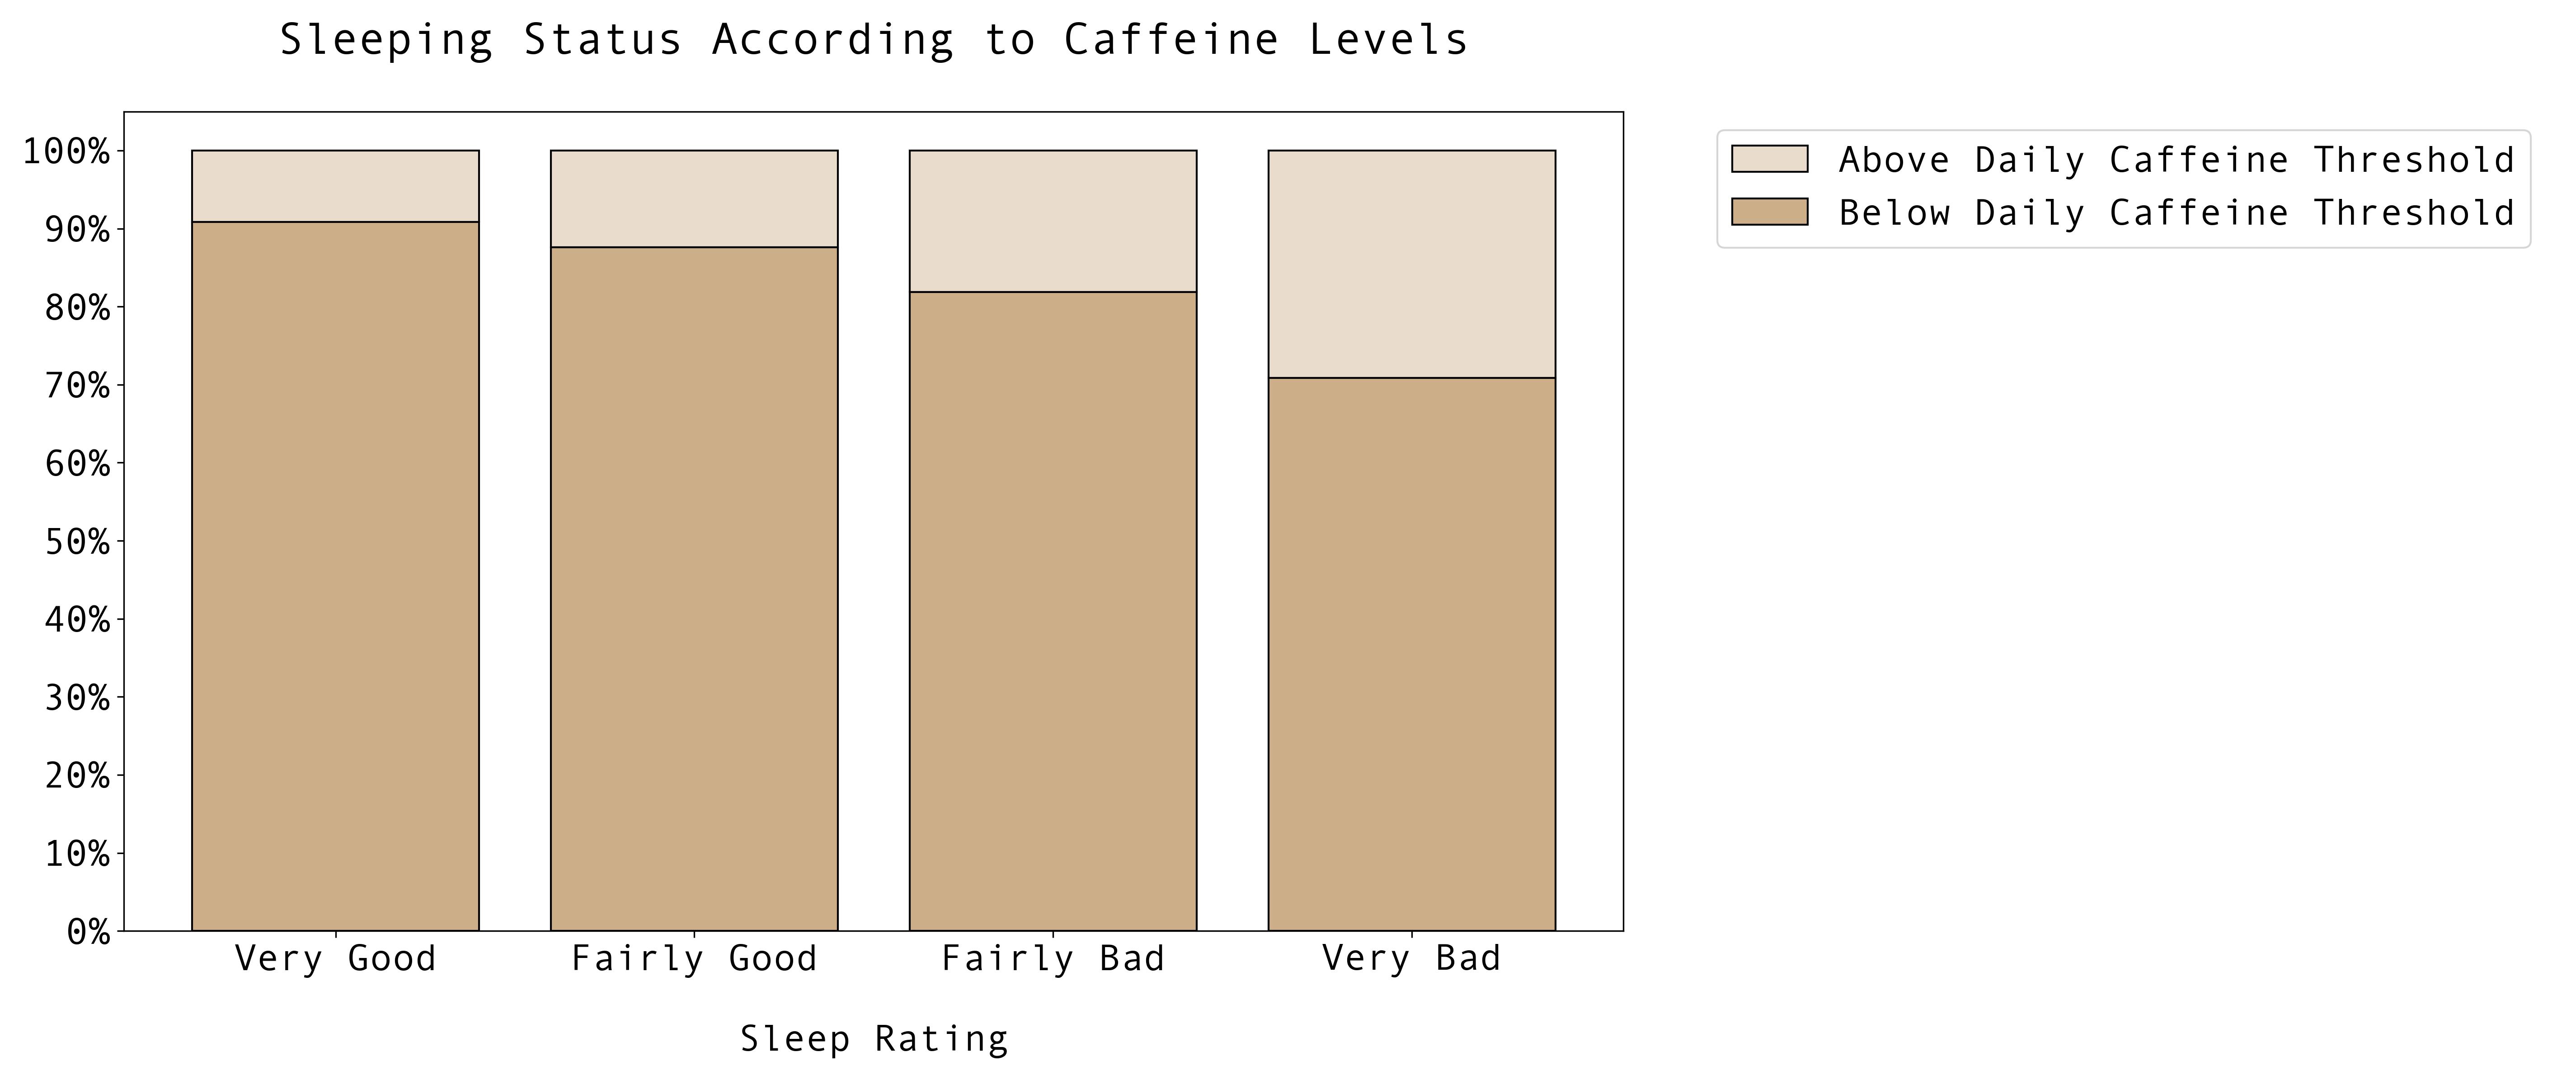 Sleeping Status According to Caffeine Levels
100%
90%
80%
70%
60%
50%
40%
30%
20%
10%
0%
Very Good
Fairly Good
Fairly Bad
Very Bad
Sleep Rating
Above Daily Caffeine Threshold
Below Daily Caffeine Threshold